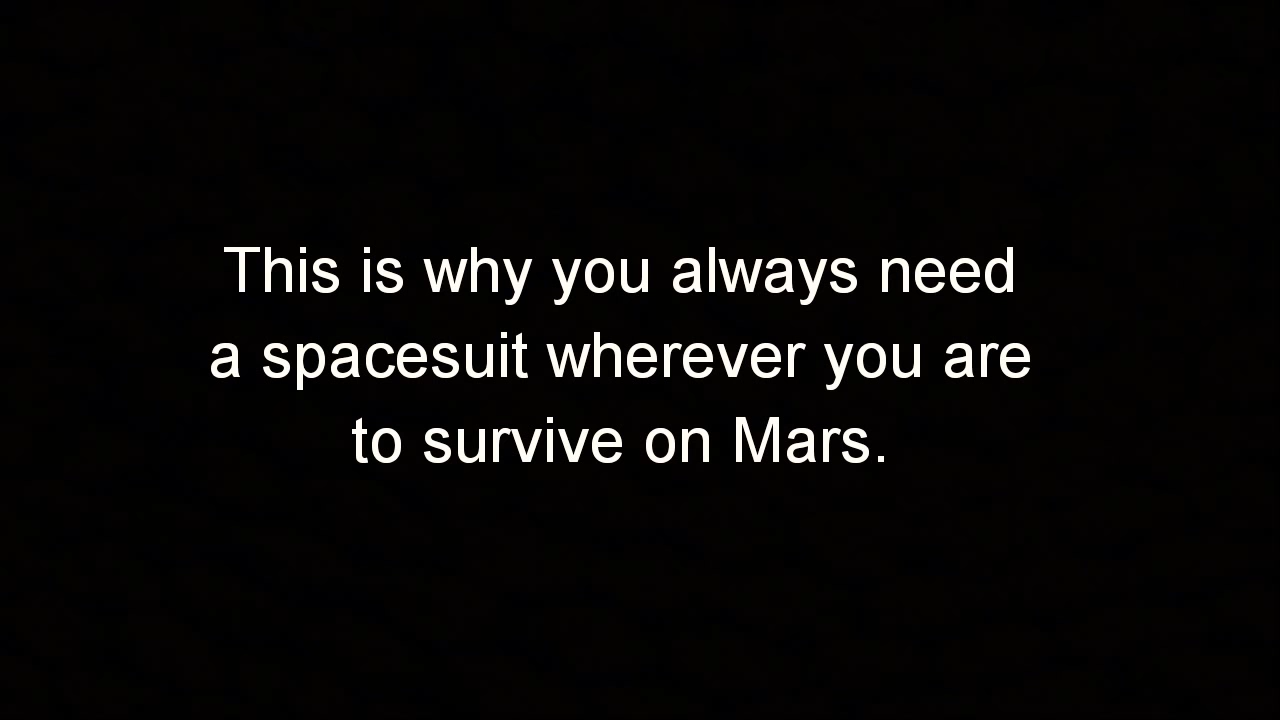 This is why you always need
a spacesuit wherever you are
to survive on Mars.